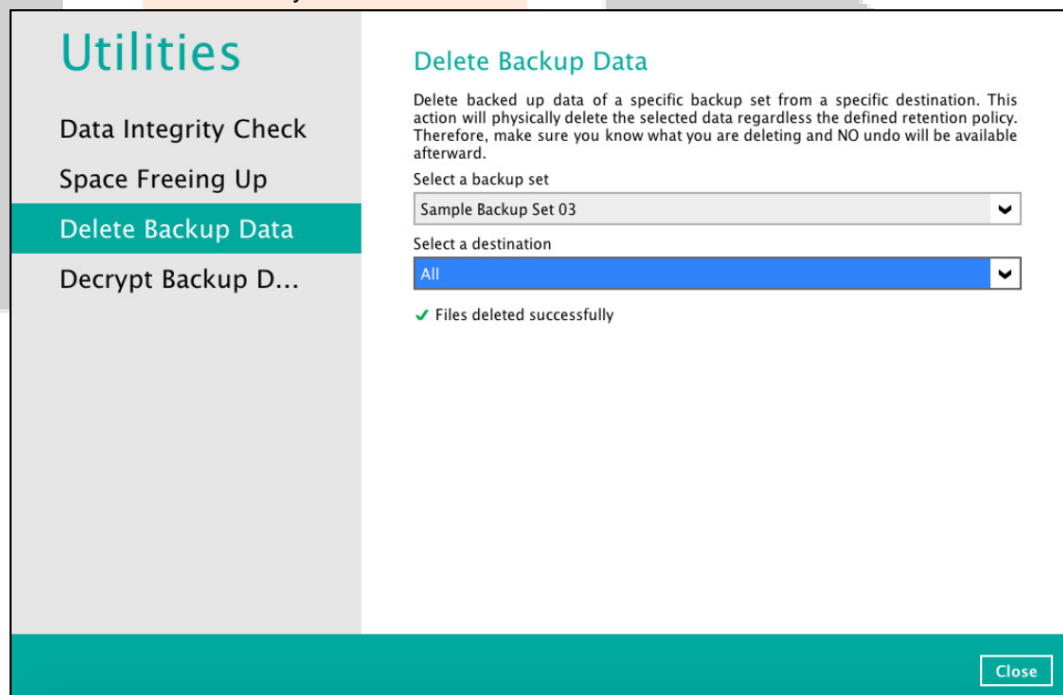 Utilities
Data Integrity Check
Space Freeing Up
Delete Backup Data
Decrypt Backup D...
Delete Backup Data
Delete backed up data of a specific backup set from a specific destination. This
action will physically delete the selected data regardless the defined retention policy.
Therefore, make sure you know what you are deleting and NO undo will be available
afterward.
Select a backup set
Sample Backup Set 03
Select a destination
All
Files deleted successfully
Close